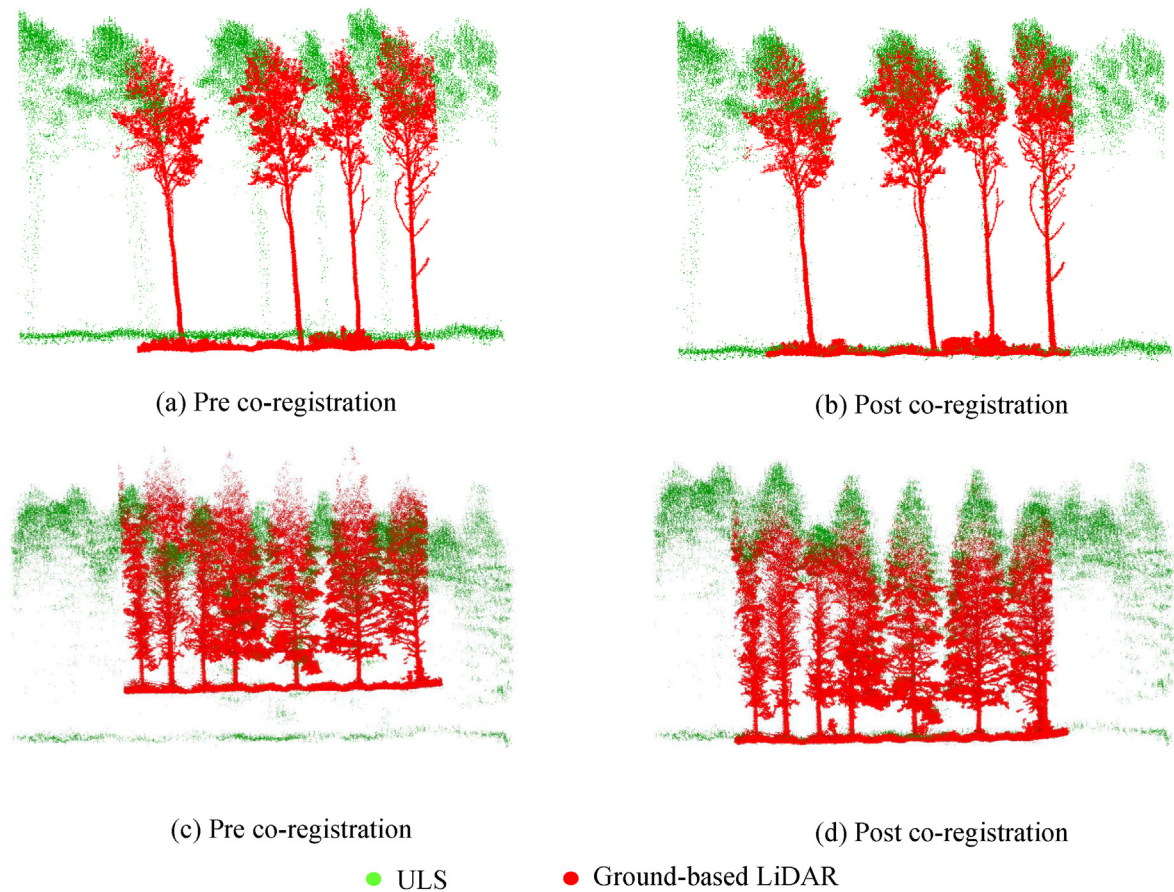 (a) Pre co-registration
(b) Post co-registration
(c) Pre co-registration
(d) Post co-registration
ULS
Ground-based LiDAR